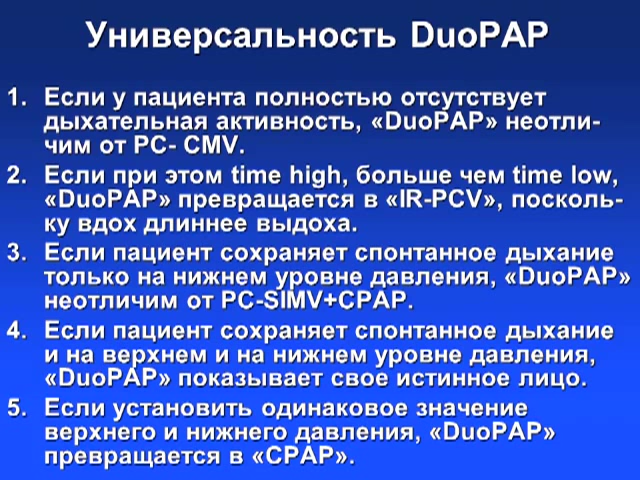 Универсальность DuoPAP
1. Если у пациента полностью отсутствует
дыхательная активность, «DuoPAP» неотли-
чим от PC- CMV.
2. Если при этом time high, больше чем time low,
«DuoPAP» превращается в «IR-PCV», посколь-
ку вдох длиннее выдоха.
3. Если пациент сохраняет спонтанное дыхание
только на нижнем уровне давления, «DuoPAP»
неотличим от PC-SIMV+CPAP.
4. Если пациент сохраняет спонтанное дыхание
и на верхнем и на нижнем уровне давления,
«DuoPAP» показывает свое истинное лицо.
5. Если установить одинаковое значение
верхнего и нижнего давления, «DuoPAP»
превращается в «CPAP».